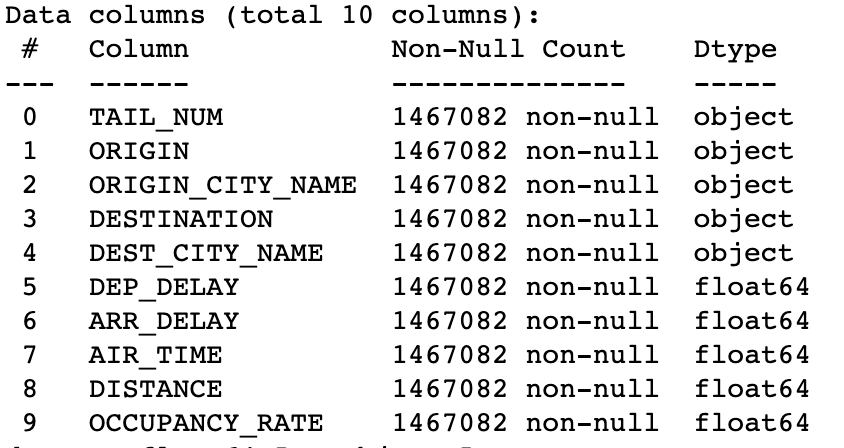 Data columns (total 10 columns):
 #   Column            Non-Null Count    Dtype
---  ------            --------------    -----
 0   TAIL_NUM          1467082 non-null  object
 1   ORIGIN            1467082 non-null  object
 2   ORIGIN_CITY_NAME  1467082 non-null  object
 3   DESTINATION       1467082 non-null  object
 4   DEST_CITY_NAME    1467082 non-null  object
 5   DEP_DELAY         1467082 non-null  float64
 6   ARR_DELAY         1467082 non-null  float64
 7   AIR_TIME          1467082 non-null  float64
 8   DISTANCE          1467082 non-null  float64
 9   OCCUPANCY_RATE    1467082 non-null  float64